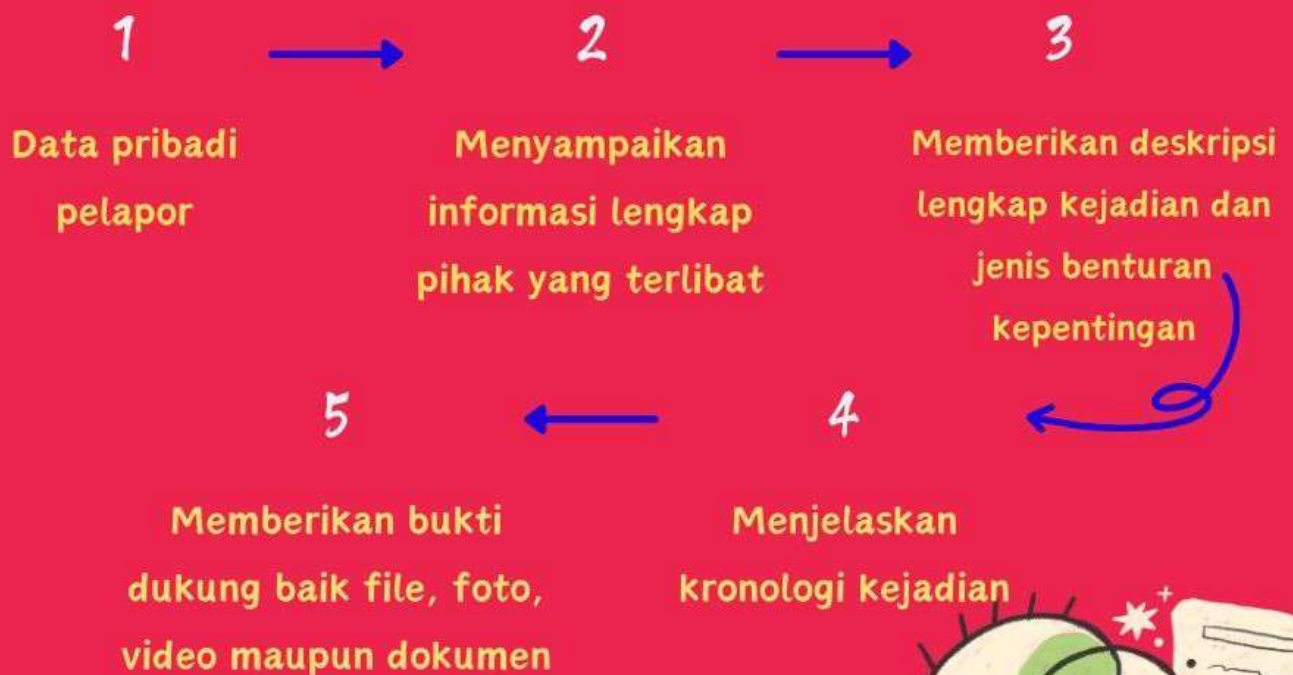 1
Data pribadi
pelapor
2
Menyampaikan
informasi lengkap
pihak yang terlibat
3
Memberikan deskripsi
lengkap kejadian dan
jenis benturan
kepentingan
4
Menjelaskan
kronologi kejadian
5
Memberikan bukti
dukung baik file, foto,
video maupun dokumen